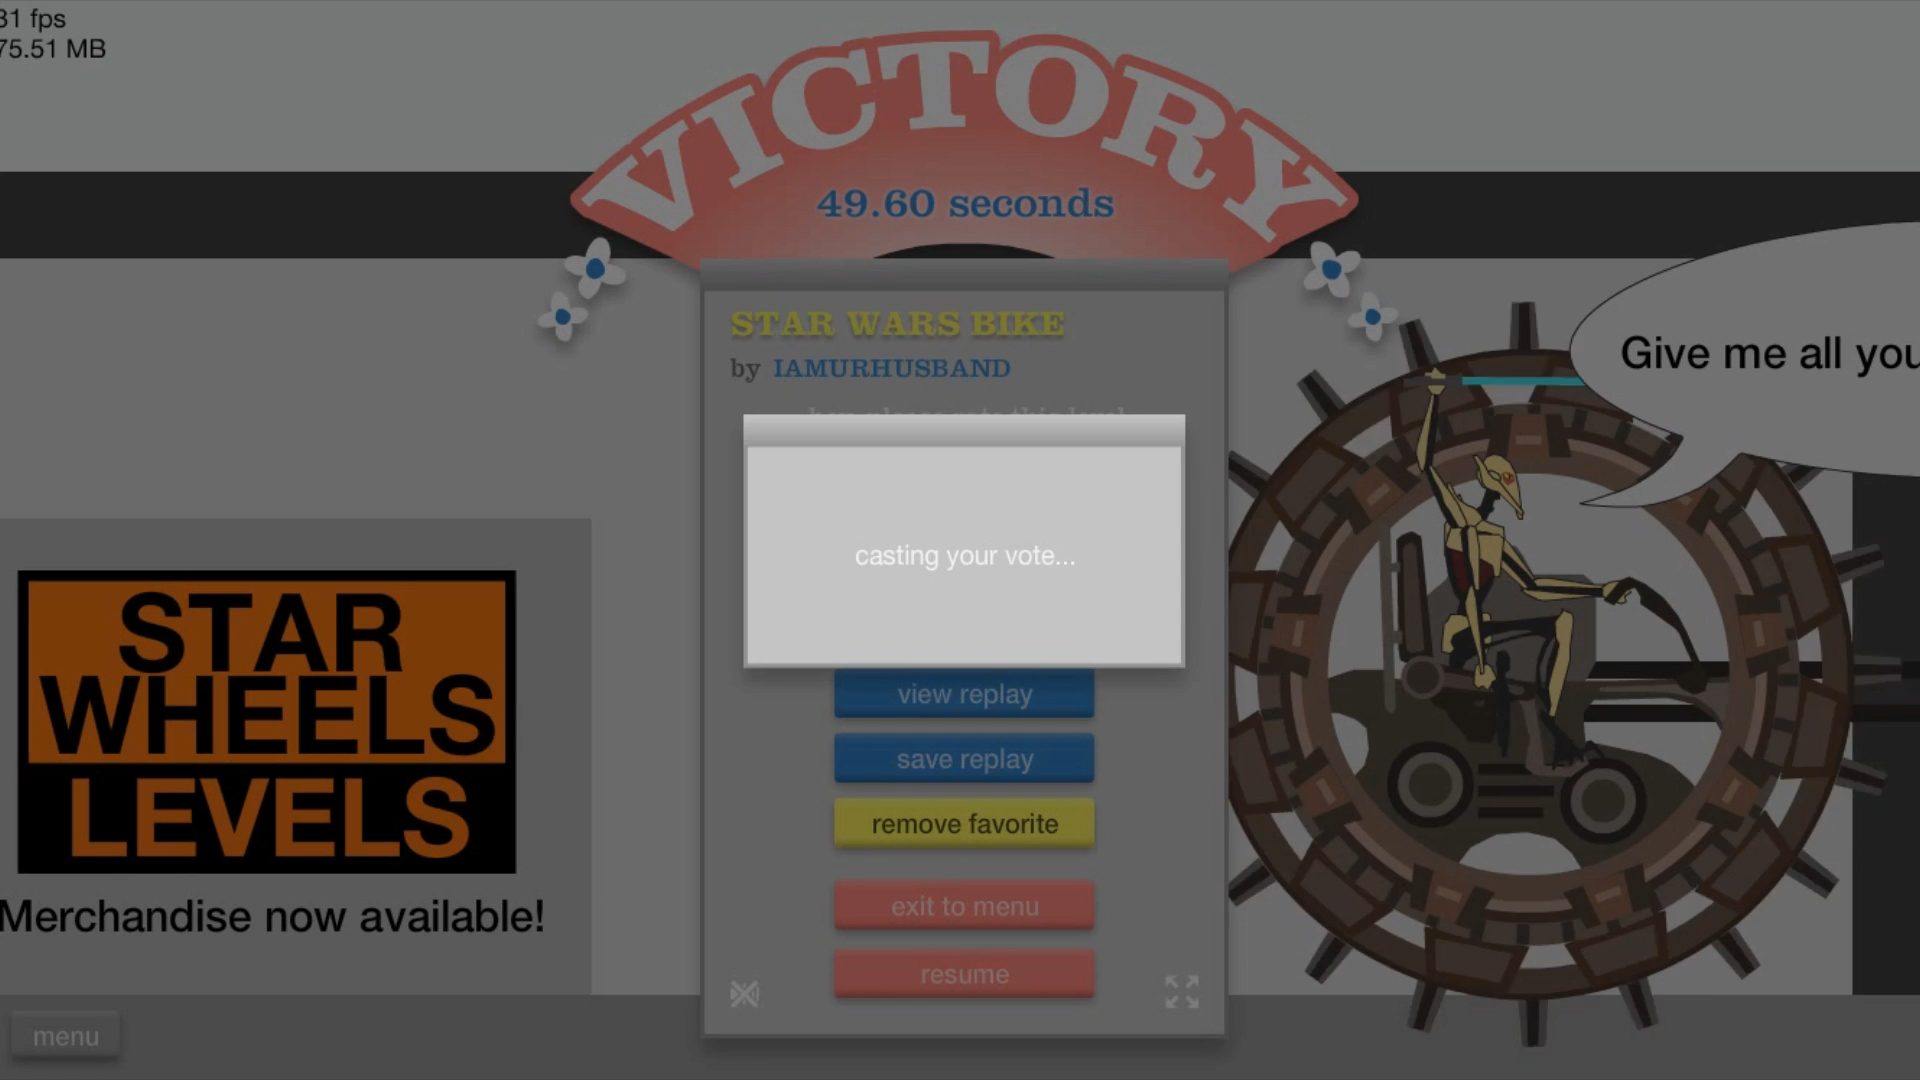 31 fps
75.51 MB
VICTORY
49.60 seconds
STAR WARS BIKE
by IAMURHUSBAND
Give me all you
casting your vote...
STAR
WHEELS
LEVELS
Merchandise now available!
view replay
save replay
remove favorite
exit to menu
resume
menu